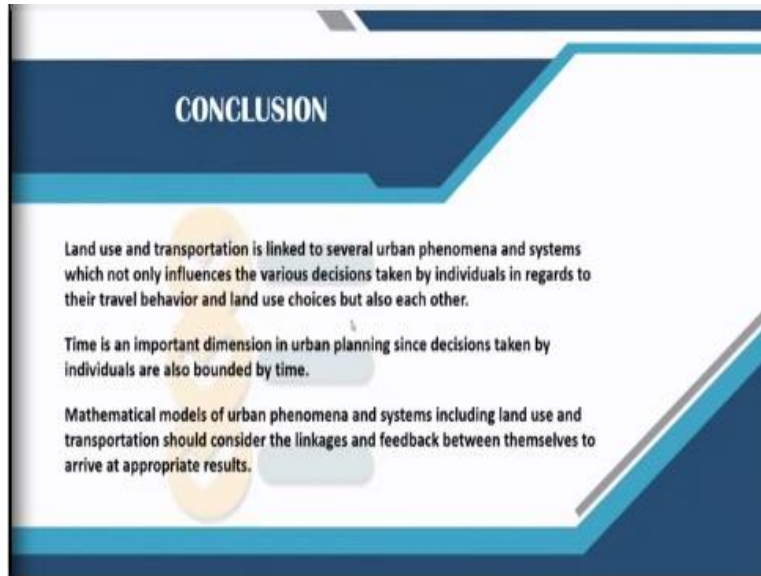 CONCLUSION
Land use and transportation is linked to several urban phenomena and systems
which not only influences the various decisions taken by individuals in regards to
their travel behavior and land use choices but also each other.
Time is an important dimension in urban planning since decisions taken by
individuals are also bounded by time.
Mathematical models of urban phenomena and systems including land use and
transportation should consider the linkages and feedback between themselves to
arrive at appropriate results.